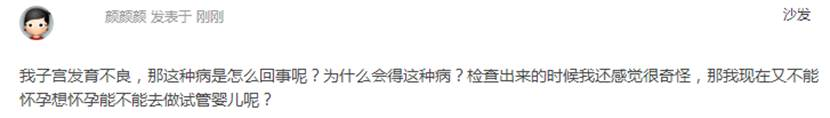 颜颜颜 发表于 刚刚 沙发
我子宫发育不良，那这种病是怎么回事呢？为什么会得这种病？检查出来的时候我还感觉很奇怪，那我现在又不能
怀孕想怀孕能不能去做试管婴儿呢？